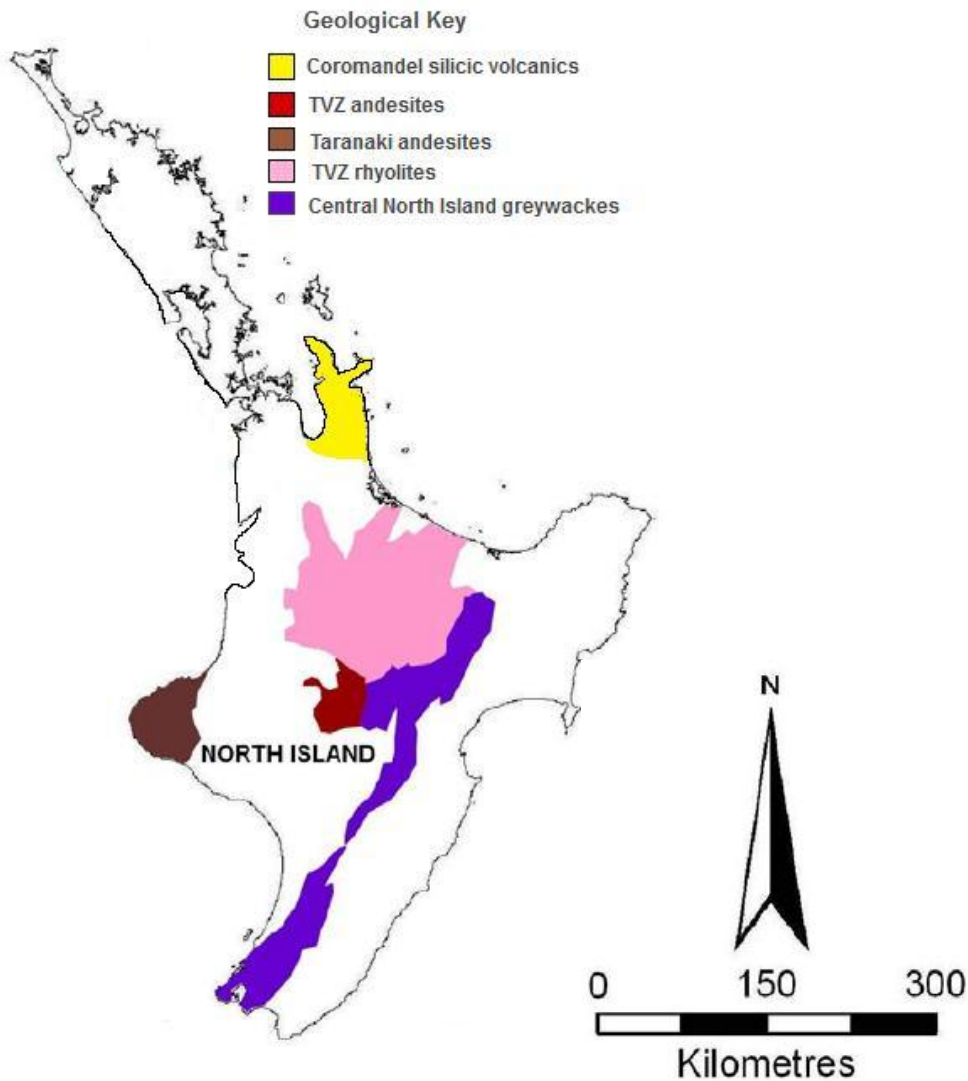 Geological Key
Coromandel silicic volcanics
TVZ andesites
Taranaki andesites
TVZ rhyolites
Central North Island greywackes
NORTH ISLAND
N
0 150 300
Kilometres